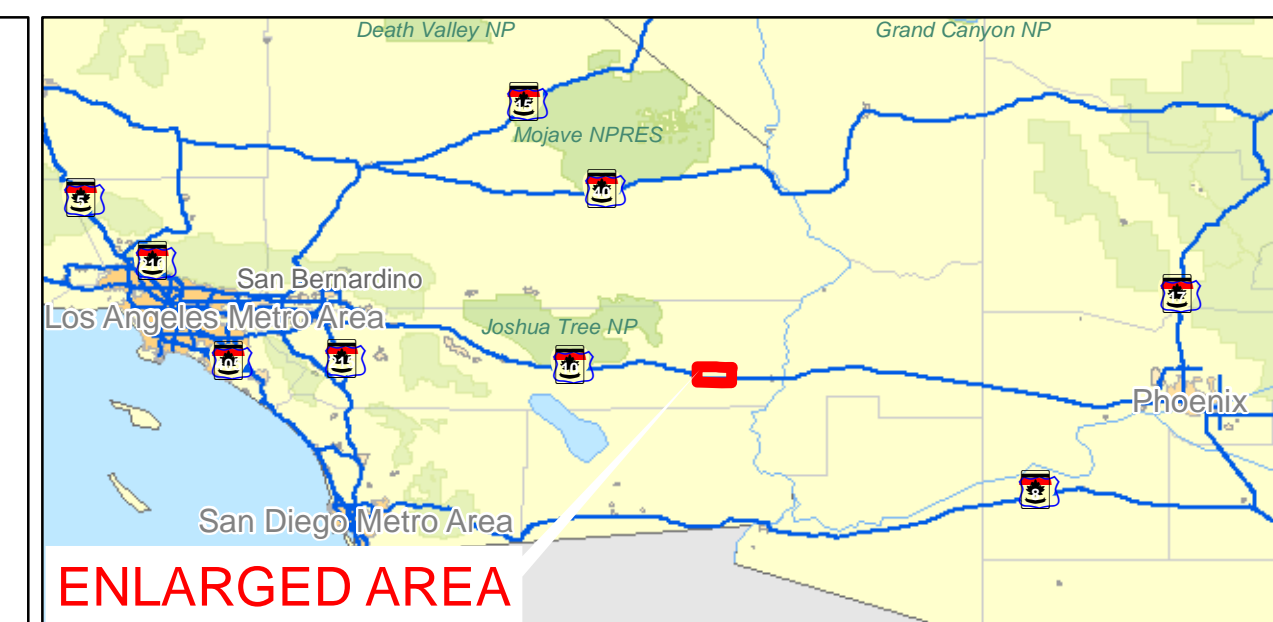 Death Valley NP
Grand Canyon NP
Mojave NPRES
San Bernardino
Los Angeles Metro Area
Joshua Tree NP
Phoenix
San Diego Metro Area
ENLARGED AREA